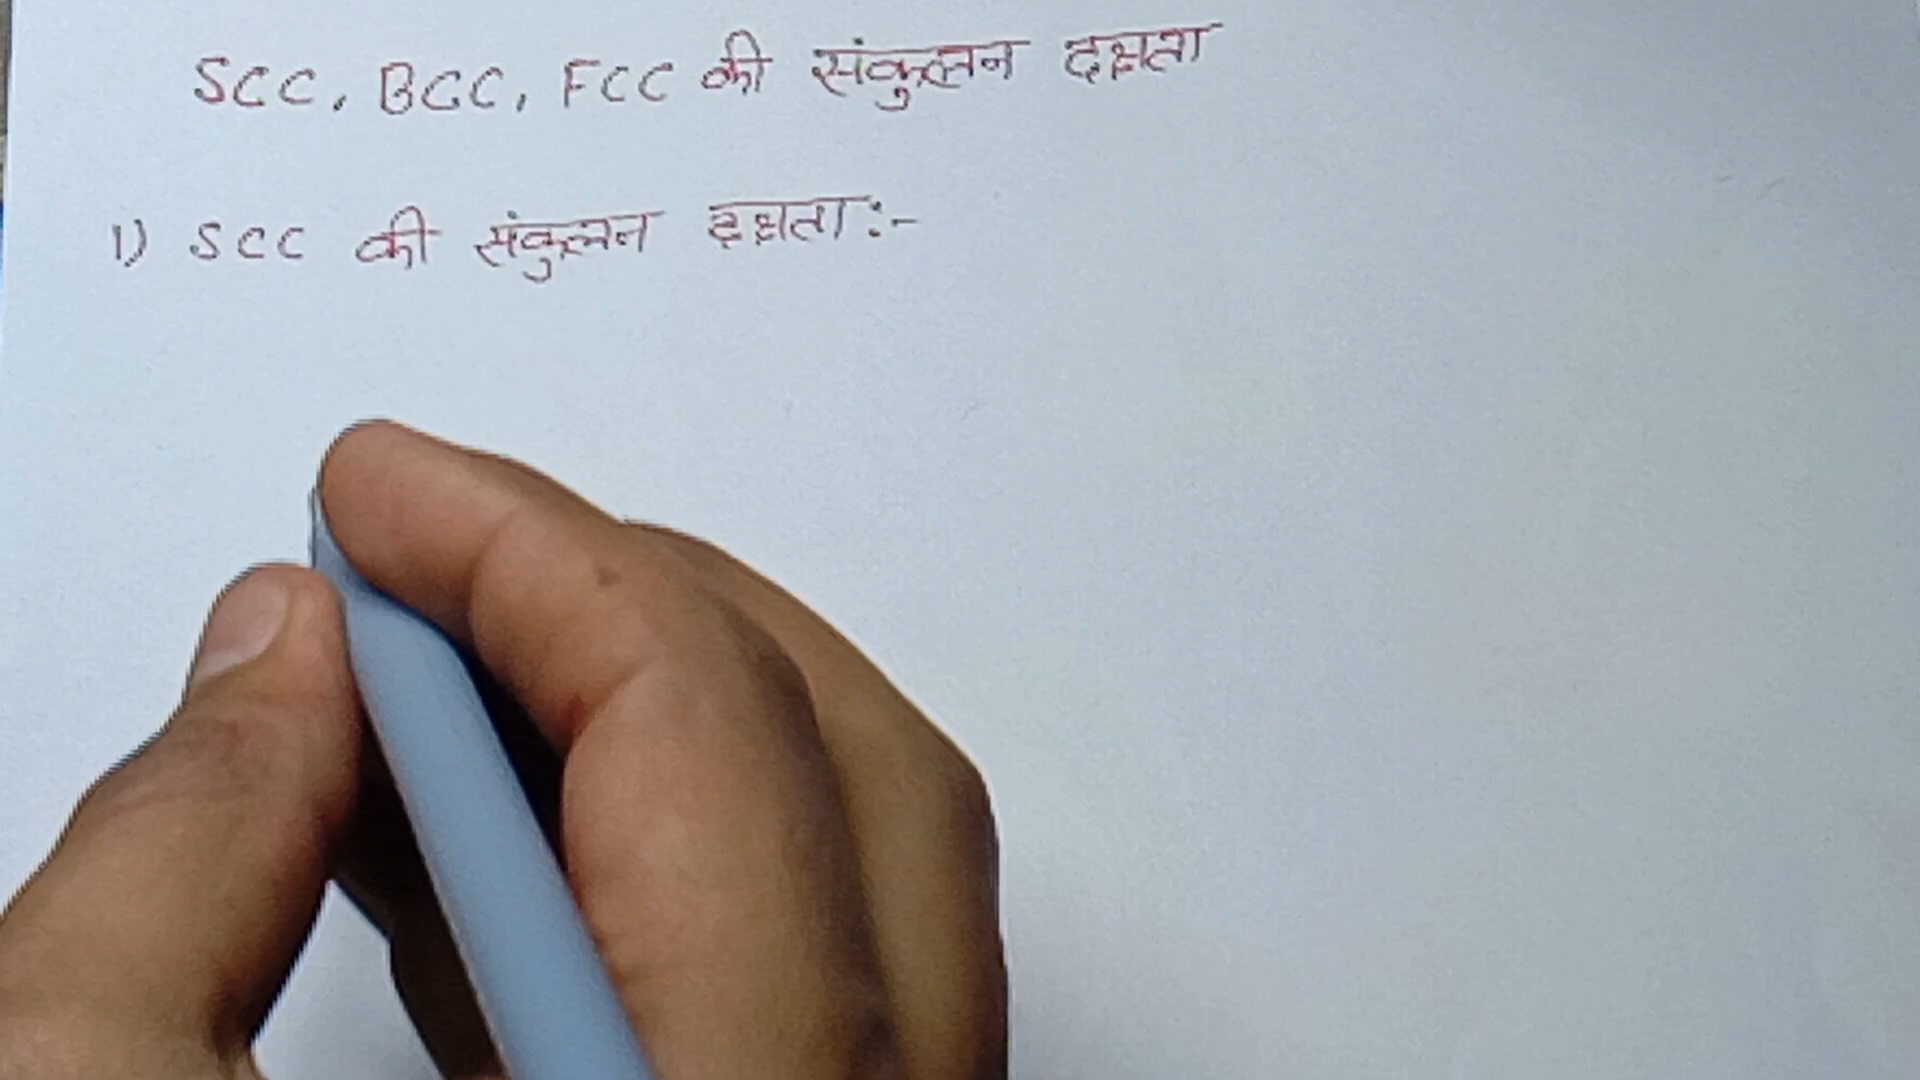 SCC, BCC, FCC की संकुलन दक्षता
1) SCC की संकुलन दक्षता :-